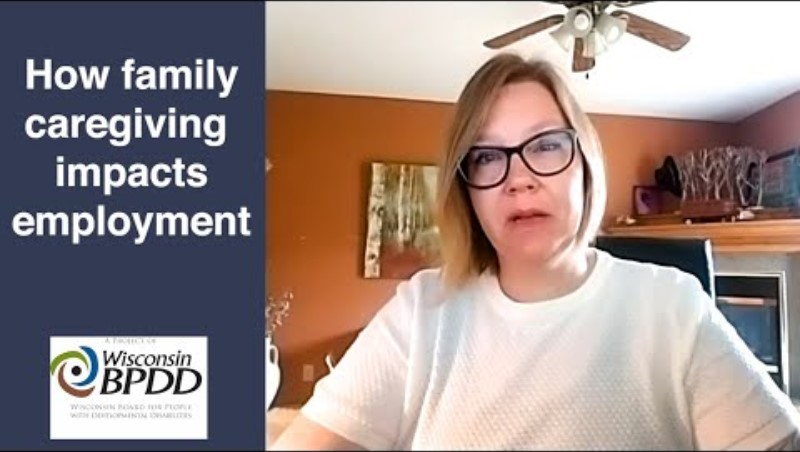 How family
caregiving
impacts
employment
A Project of
Wisconsin
BPDD
Wisconsin Board for People
with Developmental Disabilities